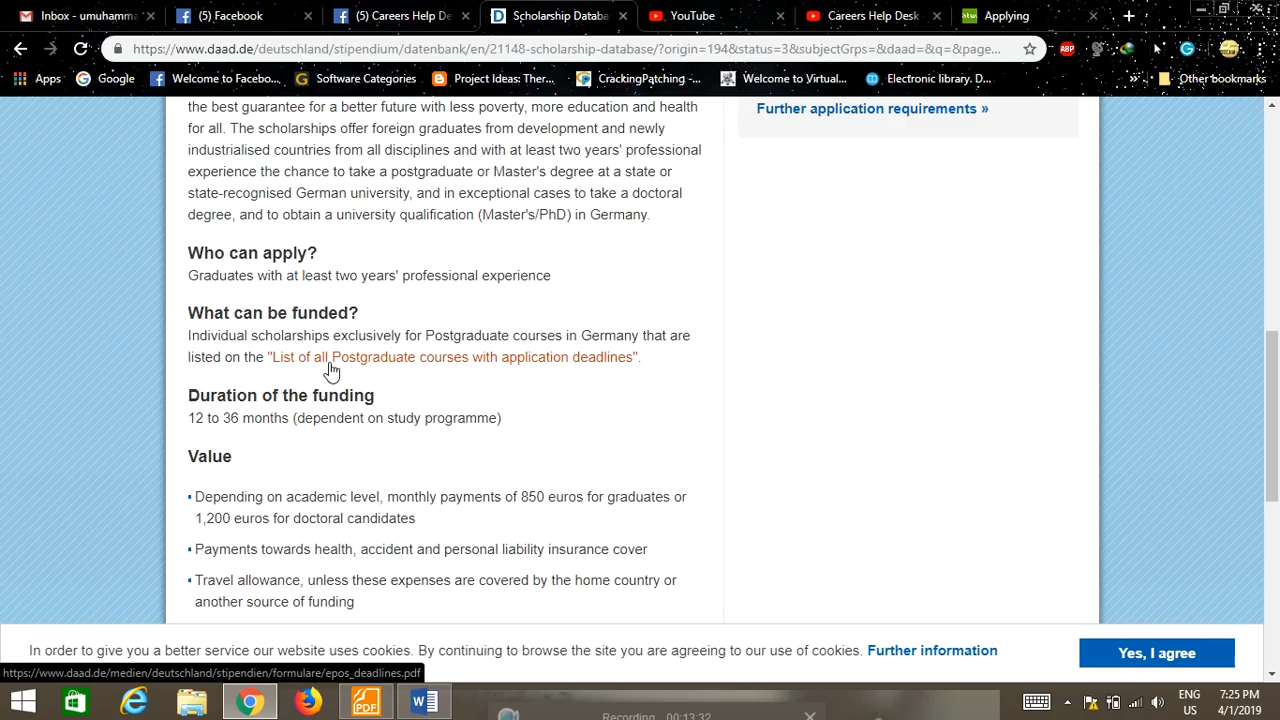 Inbox - umuhamm
(5) Facebook
(5) Careers Help De
Scholarship Databa
YouTube
Careers Help Desk
Applying
https://www.daad.de/deutschland/stipendium/datenbank/en/21148-scholarship-database/?origin=194&status=3&subjectGrps=&daad=&q=&page...
ABP
Apps
Google
Welcome to Facebo...
Software Categories
Project Ideas: Ther...
CrackingPatching -...
Welcome to Virtual...
Electronic library. D...
Other bookmarks
the best guarantee for a better future with less poverty, more education and health
for all. The scholarships offer foreign graduates from development and newly
industrialised countries from all disciplines and with at least two years' professional
experience the chance to take a postgraduate or Master's degree at a state or
state-recognised German university, and in exceptional cases to take a doctoral
degree, and to obtain a university qualification (Master's/PhD) in Germany.
Further application requirements »
Who can apply?
Graduates with at least two years' professional experience
What can be funded?
Individual scholarships exclusively for Postgraduate courses in Germany that are
listed on the "List of all Postgraduate courses with application deadlines".
Duration of the funding
12 to 36 months (dependent on study programme)
Value
Depending on academic level, monthly payments of 850 euros for graduates or
1,200 euros for doctoral candidates
Payments towards health, accident and personal liability insurance cover
Travel allowance, unless these expenses are covered by the home country or
another source of funding
In order to give you a better service our website uses cookies. By continuing to browse the site you are agreeing to our use of cookies. Further information
Yes, I agree
https://www.daad.de/medien/deutschland/stipendien/formulare/epos_deadlines.pdf
PDF
Recording... 00:13:32
ENG
US
7:25 PM
4/1/2019